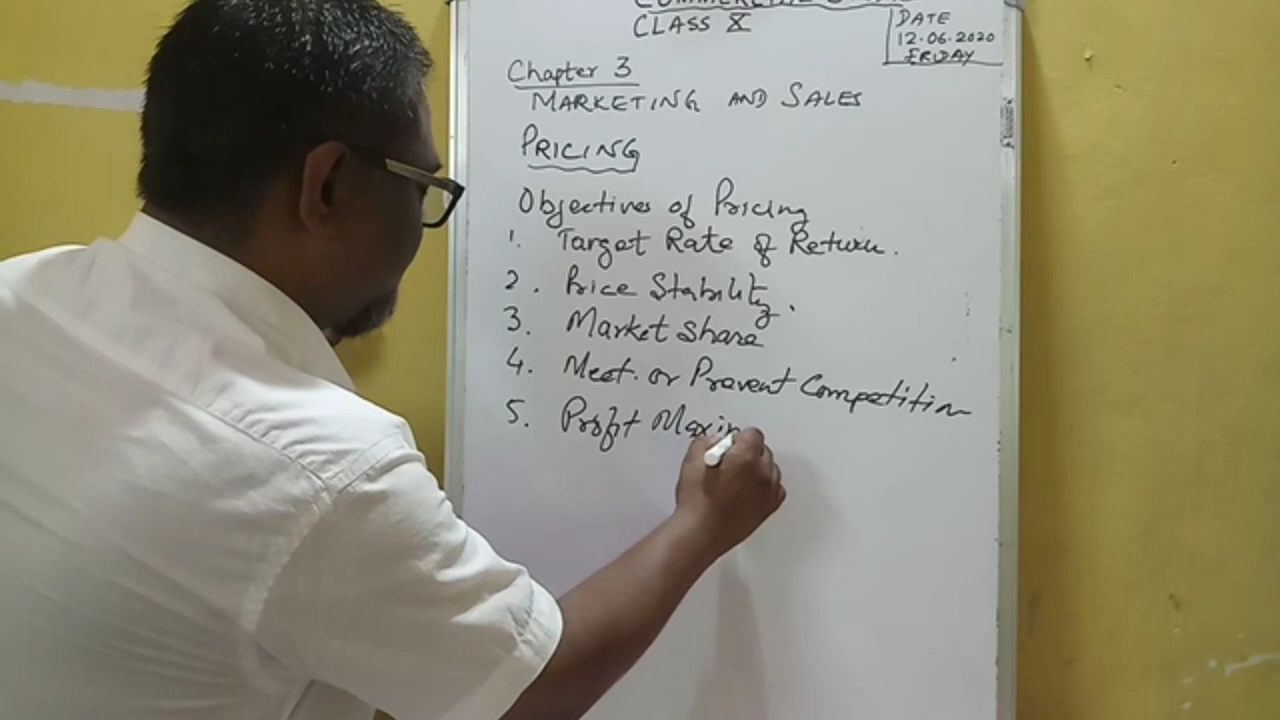 CLASS X
DATE
12.06.2020
FRIDAY
Chapter 3
MARKETING AND SALES
PRICING
Objectives of Pricing
1. Target Rate of Return.
2. Price Stability.
3. Market Share
4. Meet or Prevent Competition
5. Profit Maxim